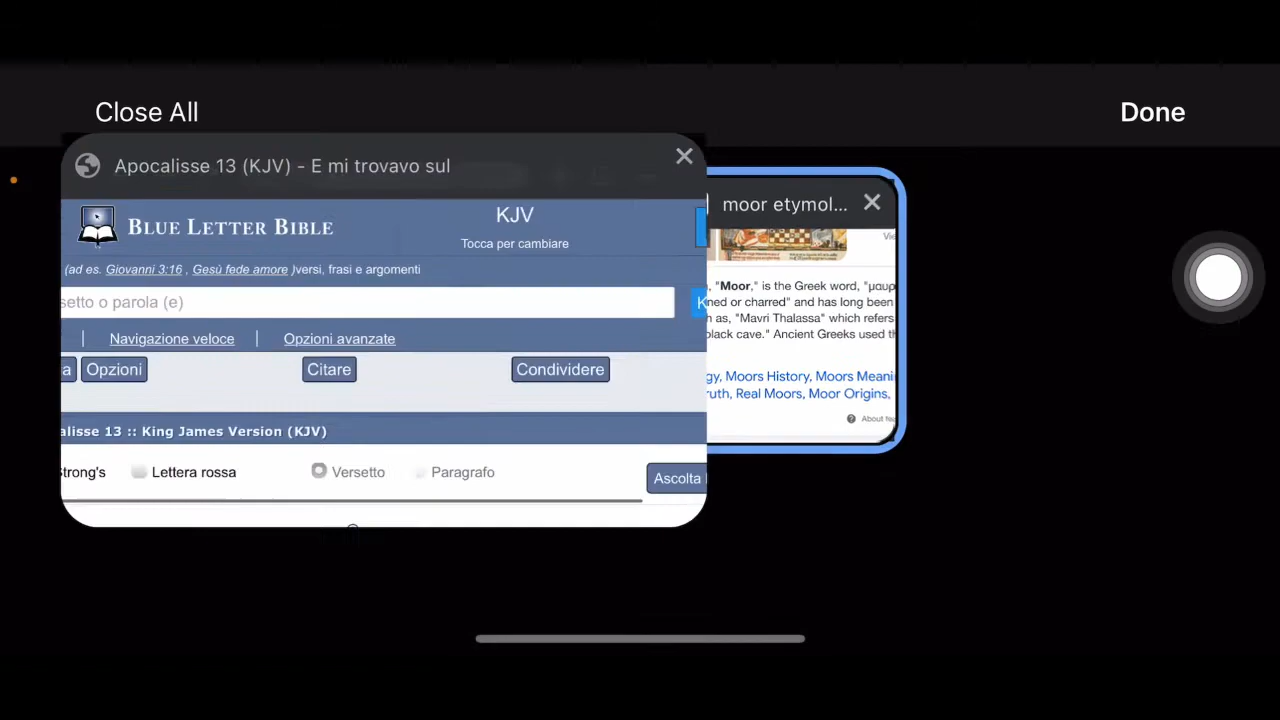 Close All
Done
Apocalisse 13 (KJV) - E mi trovavo sul
BLUE LETTER BIBLE
KJV
Tocca per cambiare
(ad es. Giovanni 3:16 , Gesù fede amore )versi, frasi e argomenti
setto o parola (e)
K
Navigazione veloce
Opzioni avanzate
a
Opzioni
Citare
Condividere
alisse 13 :: King James Version (KJV)
Strong's
Lettera rossa
Versetto
Paragrafo
Ascolta
moor etymol...
Vie
, "Moor," is the Greek word, "μαυρ
ned or charred" and has long been
h as, "Mavri Thalassa" which refers
black cave." Ancient Greeks used th
gy, Moors History, Moors Meani
ruth, Real Moors, Moor Origins,
About fea